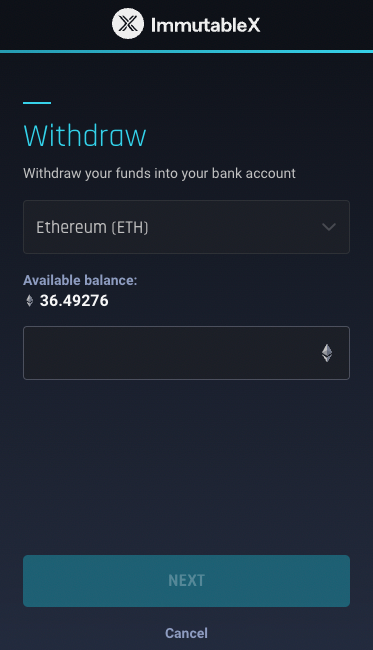 ImmutableX
Withdraw
Withdraw your funds into your bank account
Ethereum (ETH)
Available balance:
36.49276
NEXT
Cancel